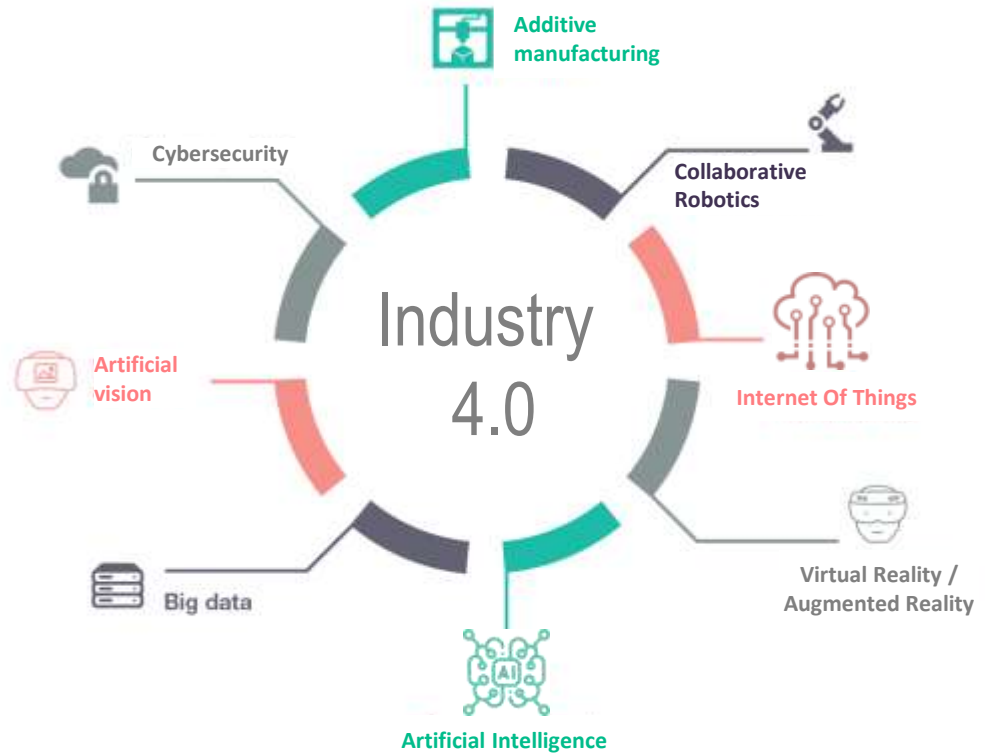 Additive
manufacturing
Cybersecurity
Collaborative
Robotics
Industry
4.0
Artificial
vision
Internet Of Things
Virtual Reality /
Augmented Reality
Big data
AI
Artificial Intelligence